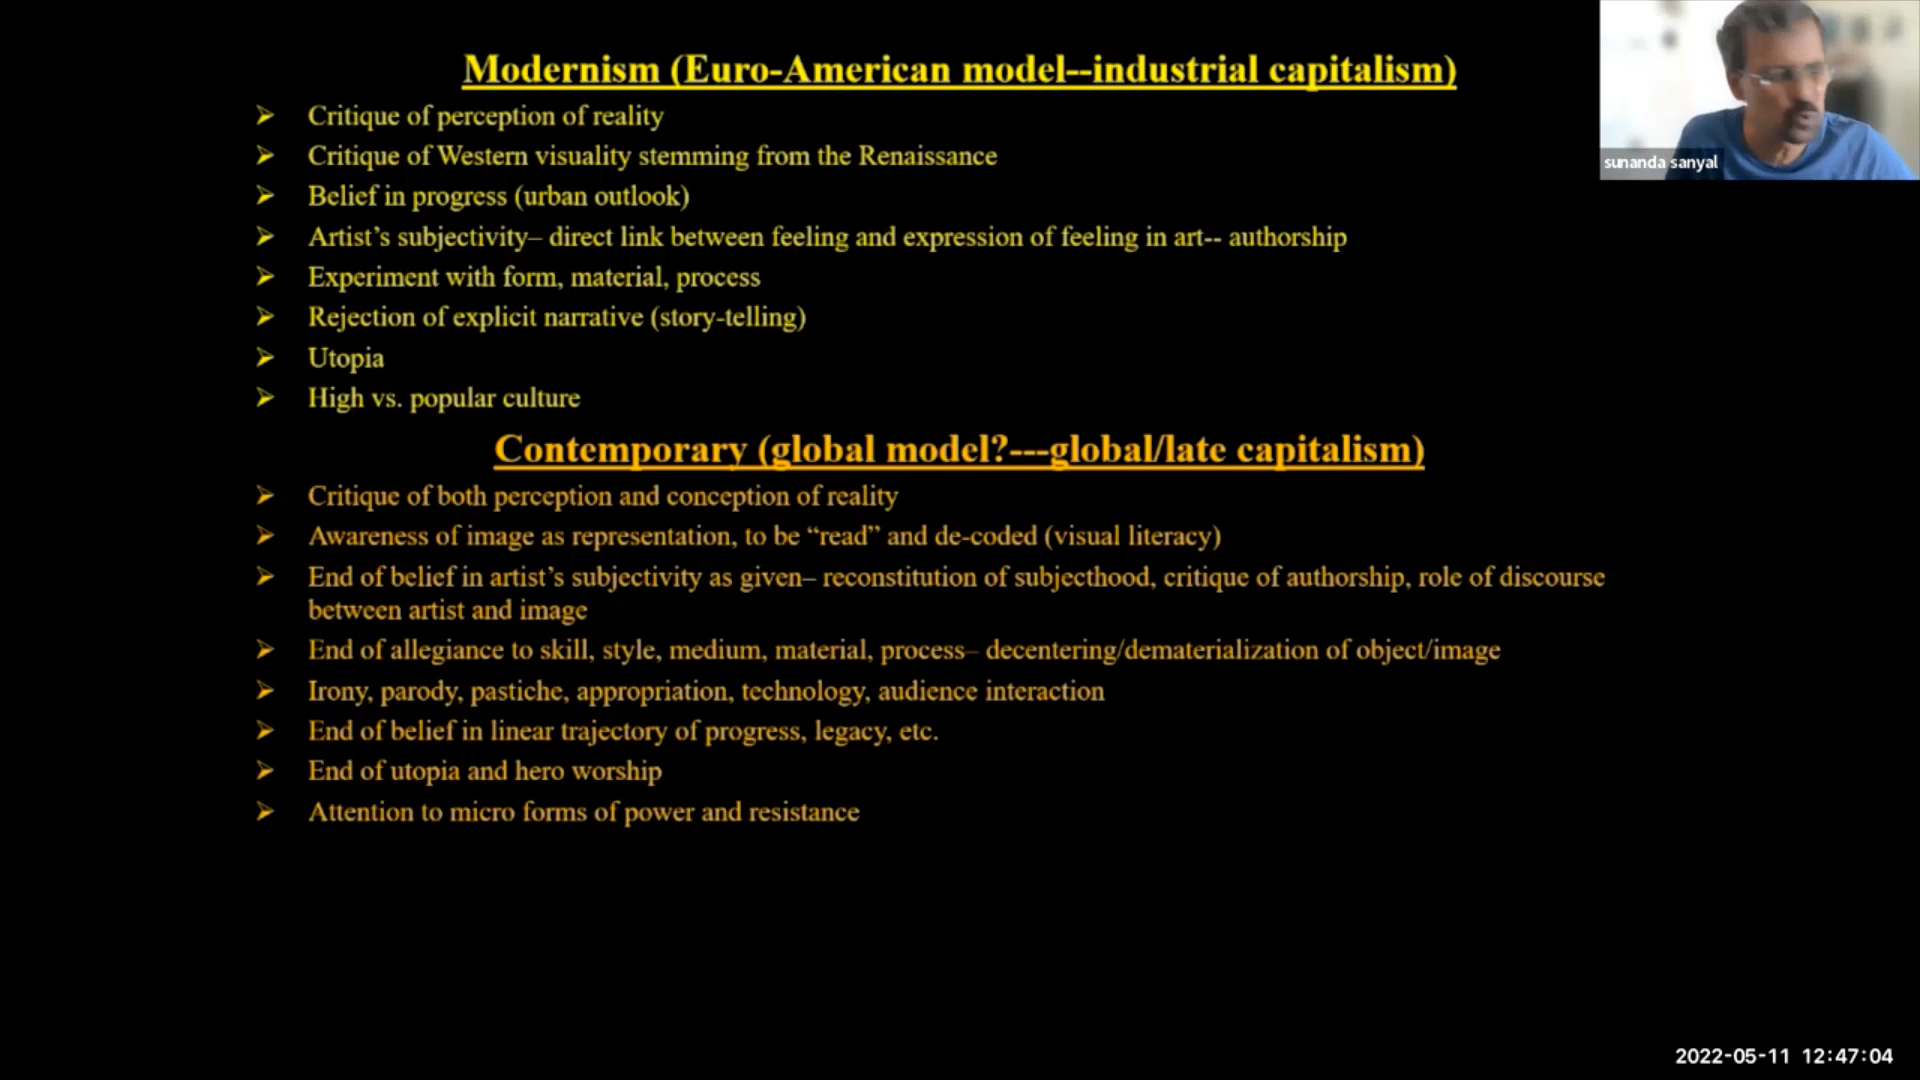 Modernism (Euro-American model--industrial capitalism)
➢ Critique of perception of reality
➢ Critique of Western visuality stemming from the Renaissance
➢ Belief in progress (urban outlook)
➢ Artist’s subjectivity– direct link between feeling and expression of feeling in art-- authorship
➢ Experiment with form, material, process
➢ Rejection of explicit narrative (story-telling)
➢ Utopia
➢ High vs. popular culture
Contemporary (global model?---global/late capitalism)
➢ Critique of both perception and conception of reality
➢ Awareness of image as representation, to be “read” and de-coded (visual literacy)
➢ End of belief in artist’s subjectivity as given– reconstitution of subjecthood, critique of authorship, role of discourse
between artist and image
➢ End of allegiance to skill, style, medium, material, process– decentering/dematerialization of object/image
➢ Irony, parody, pastiche, appropriation, technology, audience interaction
➢ End of belief in linear trajectory of progress, legacy, etc.
➢ End of utopia and hero worship
➢ Attention to micro forms of power and resistance
sunanda sanyal
2022-05-11 12:47:04